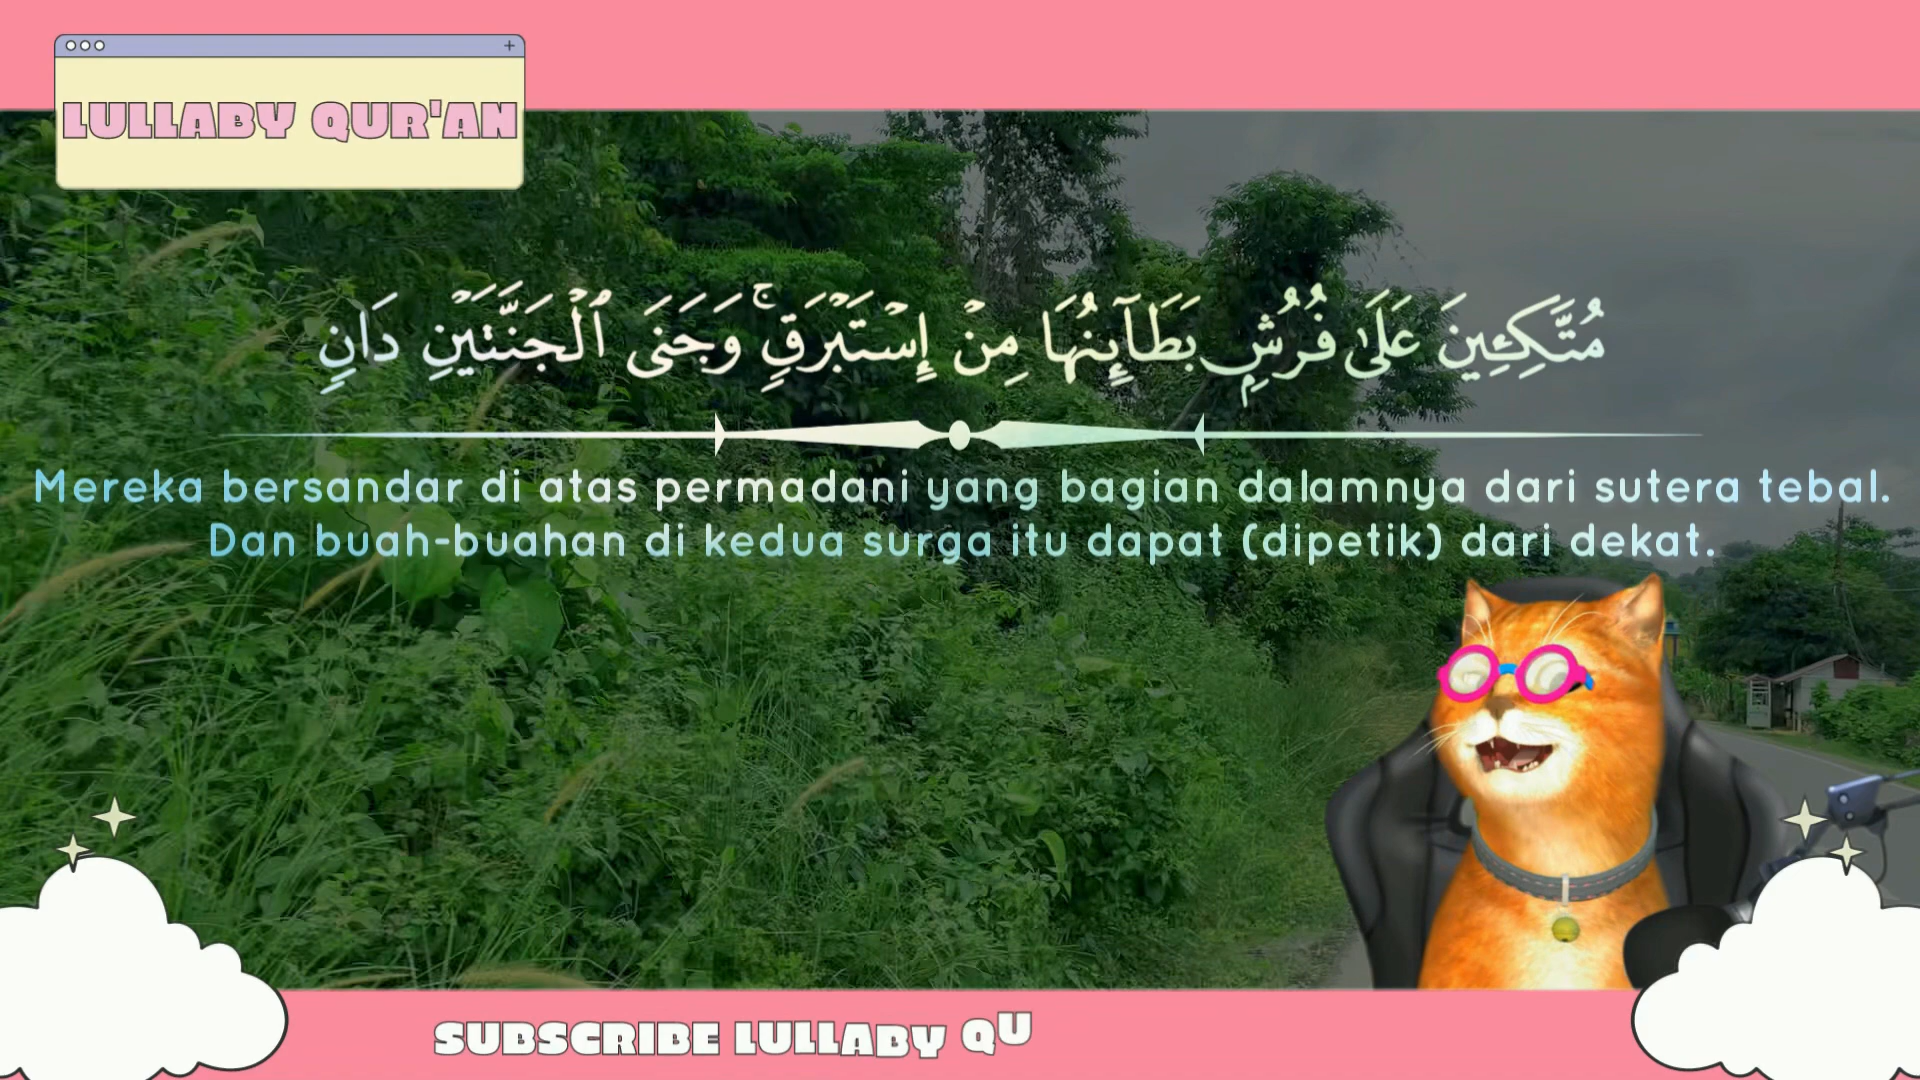 LULLABY QUR'AN
مُتَّكِـِٔينَ عَلَىٰ فُرُشٍۭ بَطَآئِنُهَا مِنْ إِسْتَبْرَقٍۚ وَجَنَى ٱلْجَنَّتَيْنِ دَانٍ
Mereka bersandar di atas permadani yang bagian dalamnya dari sutera tebal.
Dan buah-buahan di kedua surga itu dapat (dipetik) dari dekat.
SUBSCRIBE LULLABY QU